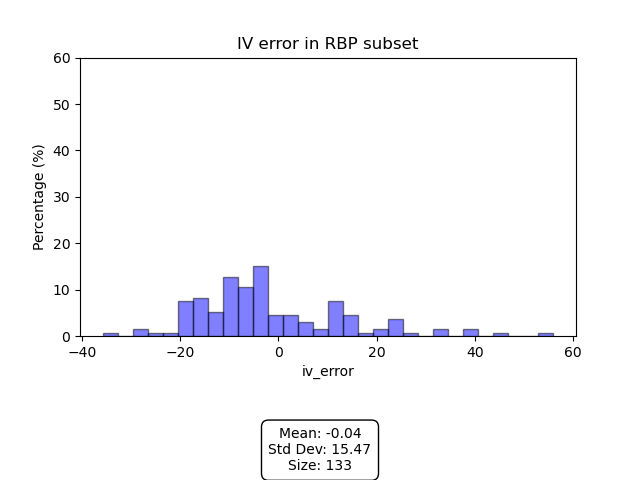 IV error in RBP subset
60
50
40
30
20
10
0
Percentage (%)
−40
−20
0
20
40
60
iv_error
Mean: -0.04
Std Dev: 15.47
Size: 133